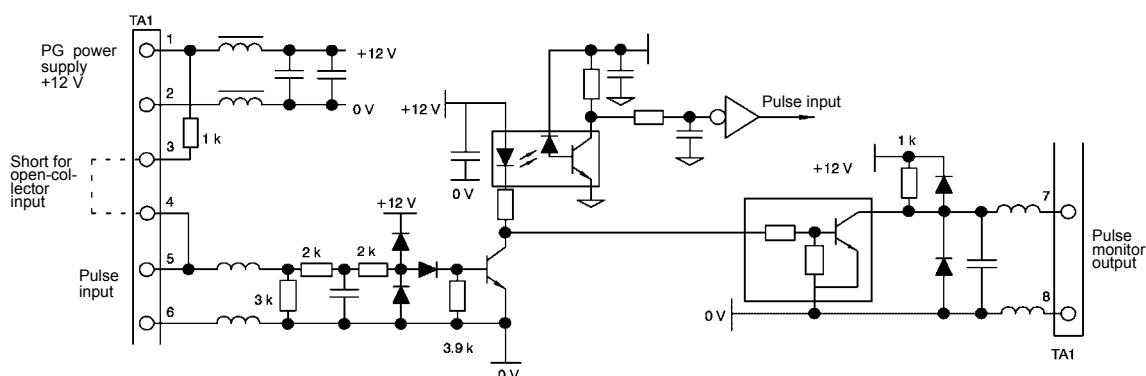 TA1
PG power
supply
+12 V
1
+12 V
2
0 V
1 k
3
Short for
open-col-
lector
input
4
+12 V
0 V
Pulse input
+12 V
5
2 k
2 k
Pulse
input
3 k
6
3.9 k
0 V
1 k
+12 V
7
Pulse
monitor
output
0 V
8
TA1